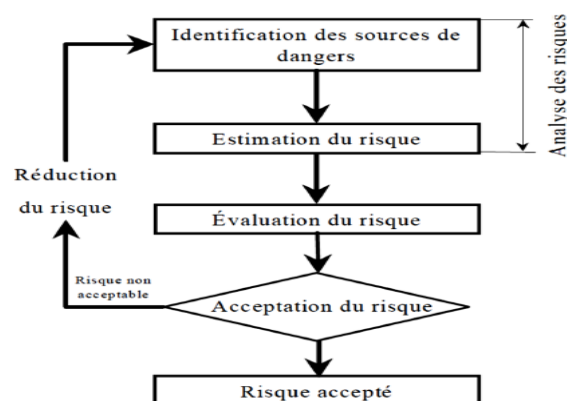 Identification des sources de
dangers
Analyse des risques
Estimation du risque
Réduction
du risque
Évaluation du risque
Risque non
acceptable
Acceptation du risque
Risque accepté